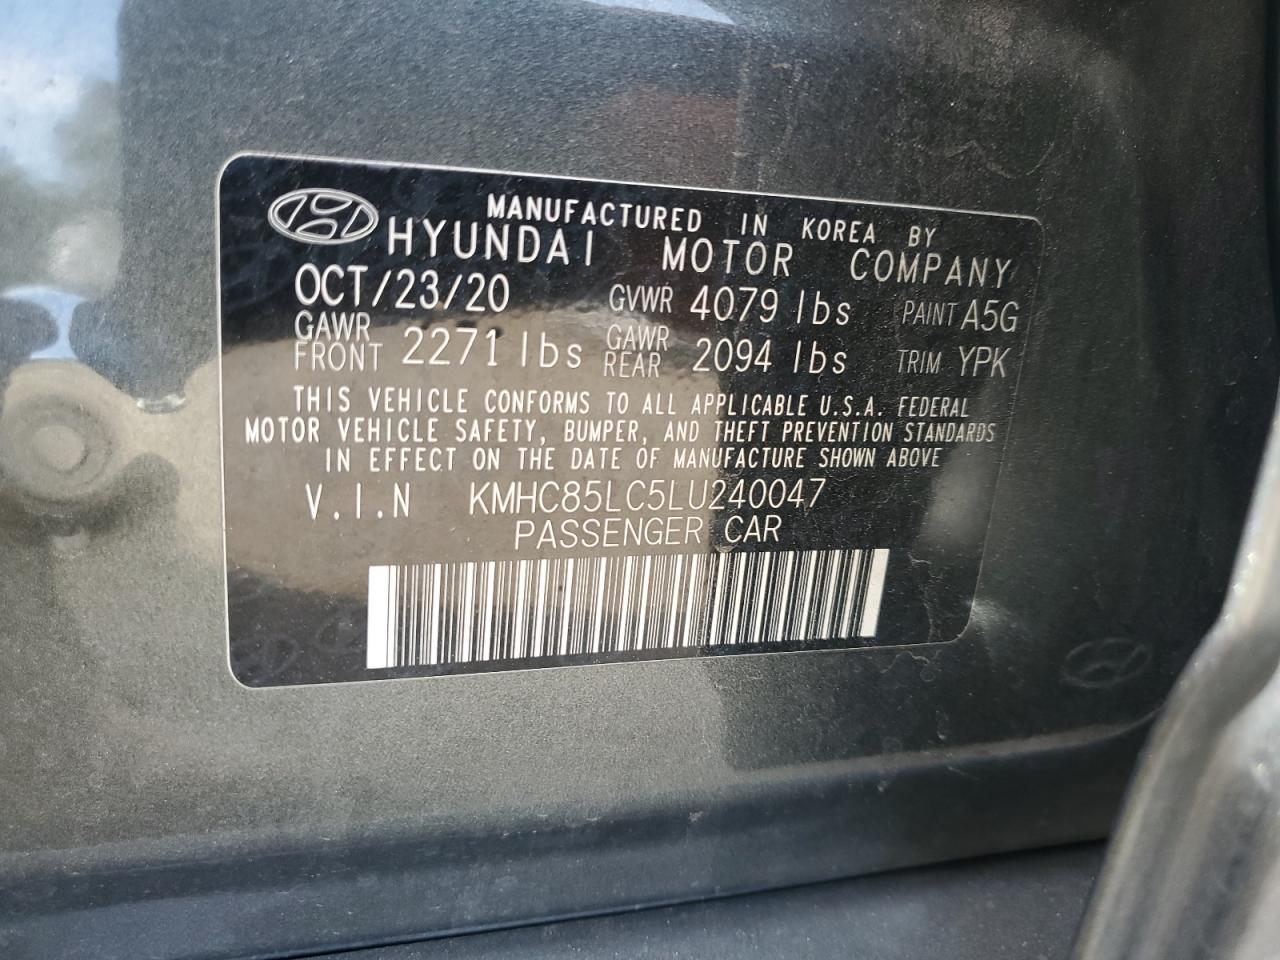 MANUFACTURED IN KOREA BY
HYUNDAI MOTOR COMPANY
OCT/23/20 GVWR 4079 lbs PAINT A5G
GAWR FRONT 2271 lbs GAWR REAR 2094 lbs TRIM YPK
THIS VEHICLE CONFORMS TO ALL APPLICABLE U.S.A. FEDERAL
MOTOR VEHICLE SAFETY, BUMPER, AND THEFT PREVENTION STANDARDS
IN EFFECT ON THE DATE OF MANUFACTURE SHOWN ABOVE
V.I.N KMHC85LC5LU240047
PASSENGER CAR